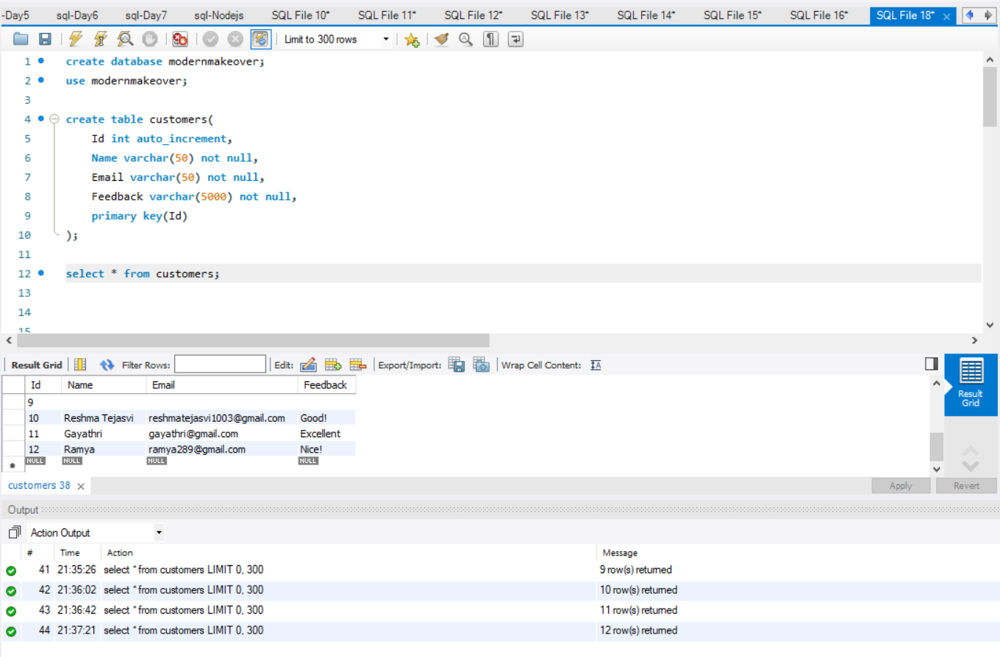 -Day5 sql-Day6 sql-Day7 sql-Nodejs SQL File 10* SQL File 11* SQL File 12* SQL File 13* SQL File 14* SQL File 15* SQL File 16* SQL File 18*
Limit to 300 rows
1 create database modernmakeover;
2 use modernmakeover;
3
4 create table customers(
5 Id int auto_increment,
6 Name varchar(50) not null,
7 Email varchar(50) not null,
8 Feedback varchar(5000) not null,
9 primary key(Id)
10 );
11
12 select * from customers;
13
14
15
Result Grid Filter Rows: Edit: Export/Import: Wrap Cell Content: IA
Result Grid
Id Name Email Feedback
9
10 Reshma Tejasvi reshmatejasvi1003@gmail.com Good!
11 Gayathri gayathri@gmail.com Excellent
12 Ramya ramya289@gmail.com Nice!
* NULL NULL NULL NULL
customers 38 Apply Revert
Output
Action Output
# Time Action Message
41 21:35:26 select * from customers LIMIT 0, 300 9 row(s) returned
42 21:36:02 select * from customers LIMIT 0, 300 10 row(s) returned
43 21:36:42 select * from customers LIMIT 0, 300 11 row(s) returned
44 21:37:21 select * from customers LIMIT 0, 300 12 row(s) returned